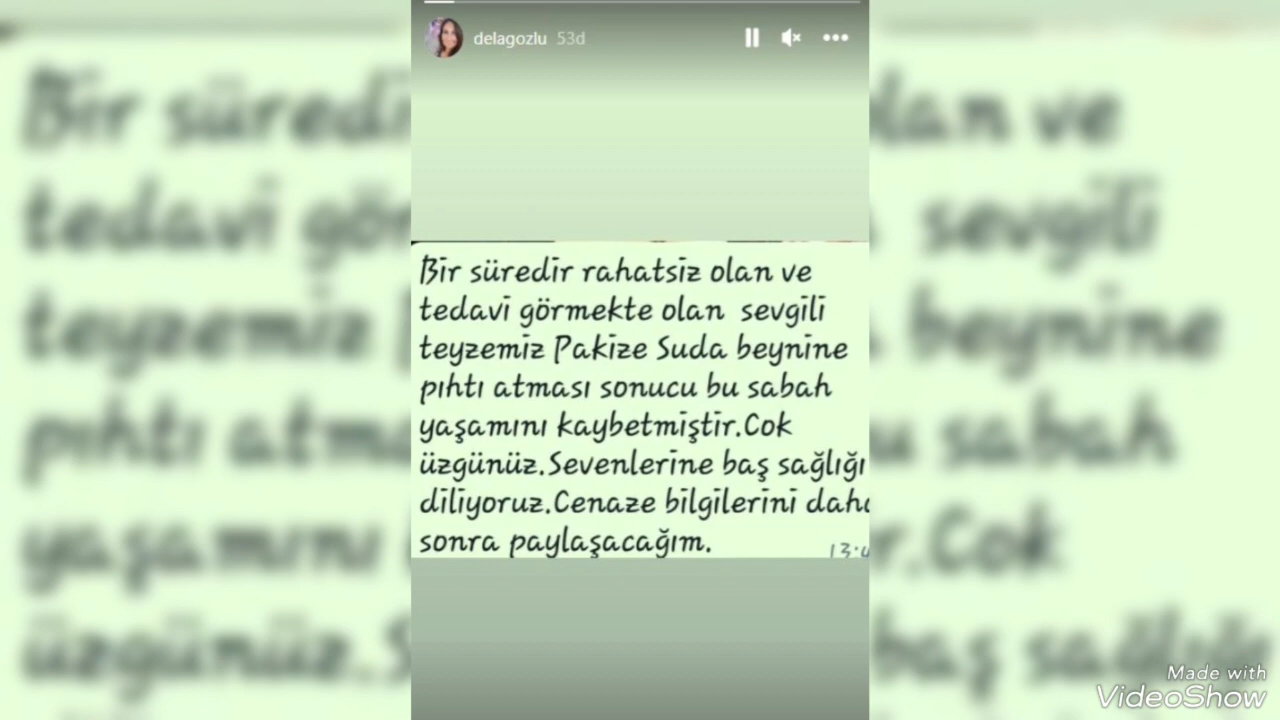 delagozlu 53d
Bir süredir rahatsiz olan ve
tedavi görmekte olan sevgili
teyzemiz Pakize Suda beynine
pıhtı atması sonucu bu sabah
yaşamını kaybetmiştir.Cok
üzgünüz.Sevenlerine baş sağlığı
diliyoruz.Cenaze bilgilerini daha
sonra paylaşacağım.
Made with
VideoShow